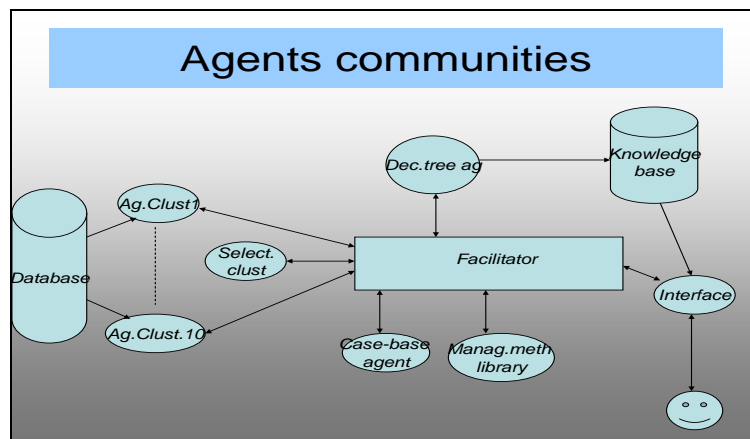 Agents communities
Dec.tree ag
Knowledge
base
Ag.Clust1
Select.
clust
Database
Facilitator
Interface
Ag.Clust.10
Case-base
agent
Manag.meth
library